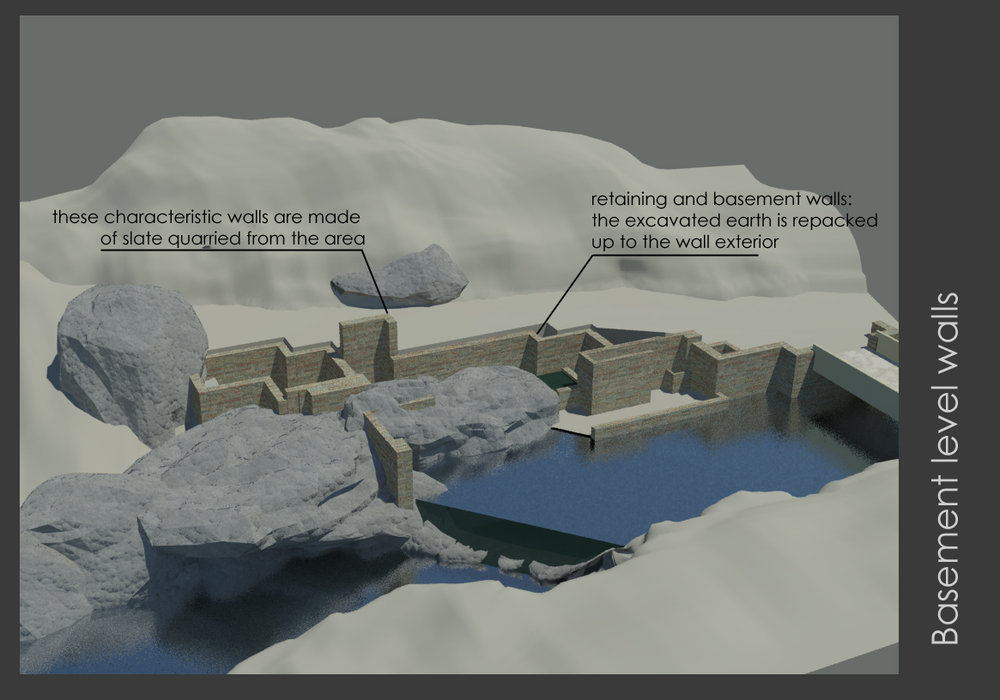 these characteristic walls are made
of slate quarried from the area
retaining and basement walls:
the excavated earth is repacked
up to the wall exterior
Basement level walls